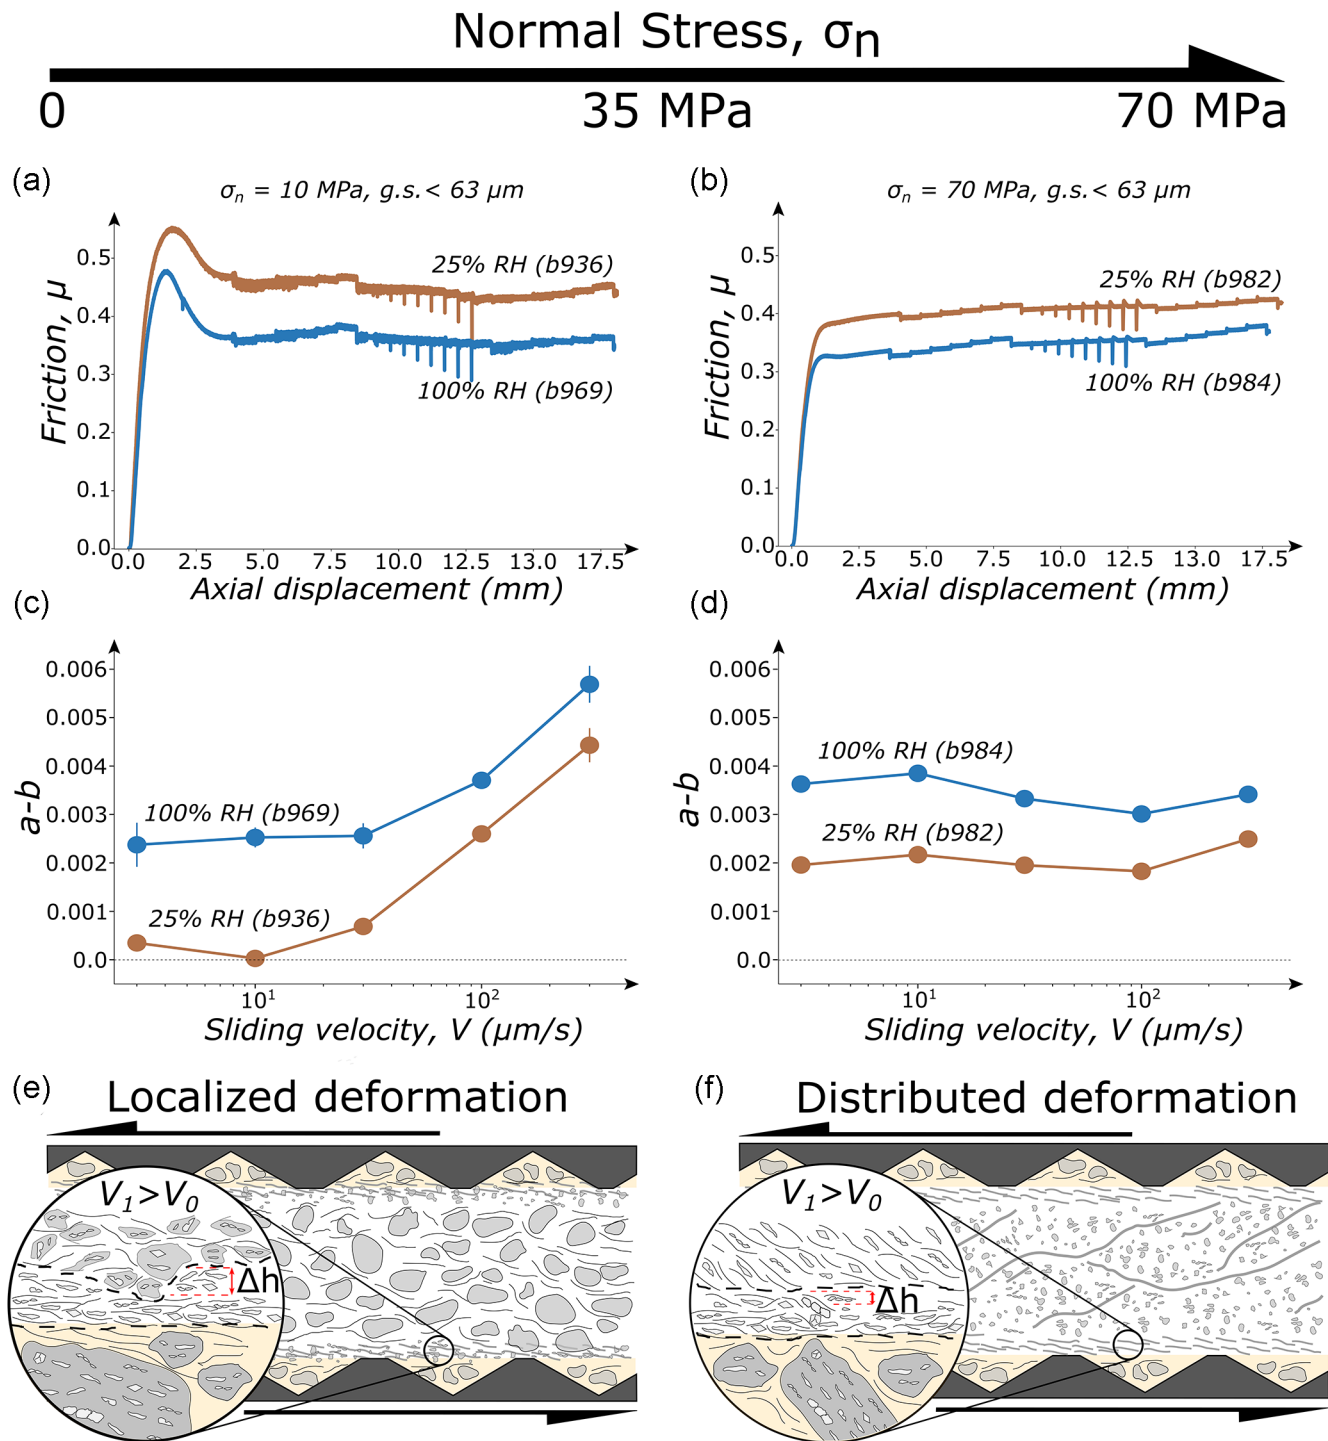 Normal Stress, σn
0 35 MPa 70 MPa
(a)
σn = 10 MPa, g.s.< 63 μm
0.5
0.4
0.3
0.2
0.1
0.0
Friction, μ
25% RH (b936)
100% RH (b969)
0.0 2.5 5.0 7.5 10.0 12.5 13.0 17.5
Axial displacement (mm)
(b)
σn = 70 MPa, g.s.< 63 μm
0.5
0.4
0.3
0.2
0.1
0.0
Friction, μ
25% RH (b982)
100% RH (b984)
0.0 2.5 5.0 7.5 10.0 12.5 13.0 17.5
Axial displacement (mm)
(c)
0.006
0.005
0.004
0.003
0.002
0.001
0.0
a-b
100% RH (b969)
25% RH (b936)
10¹ 10²
Sliding velocity, V (μm/s)
(d)
0.006
0.005
0.004
0.003
0.002
0.001
0.0
a-b
100% RH (b984)
25% RH (b982)
10¹ 10²
Sliding velocity, V (μm/s)
(e)
Localized deformation
V1>V0
Δh
(f)
Distributed deformation
V1>V0
Δh